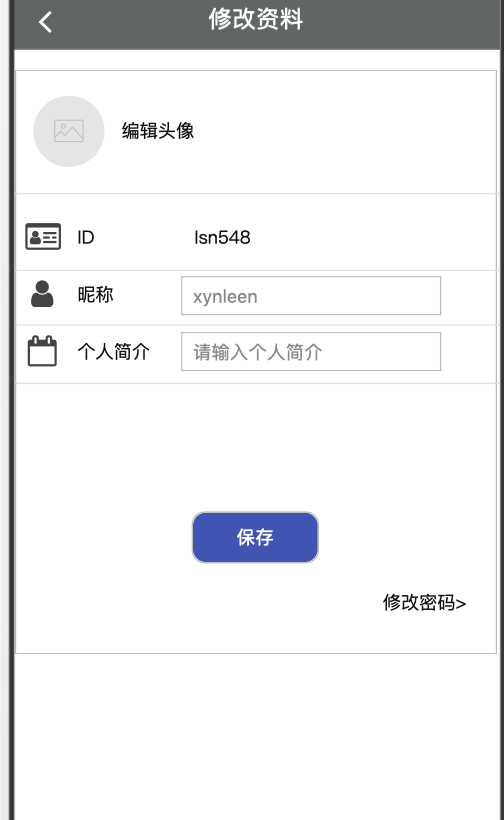 修改资料
编辑头像
ID lsn548
昵称 xynleen
个人简介 请输入个人简介
保存
修改密码>